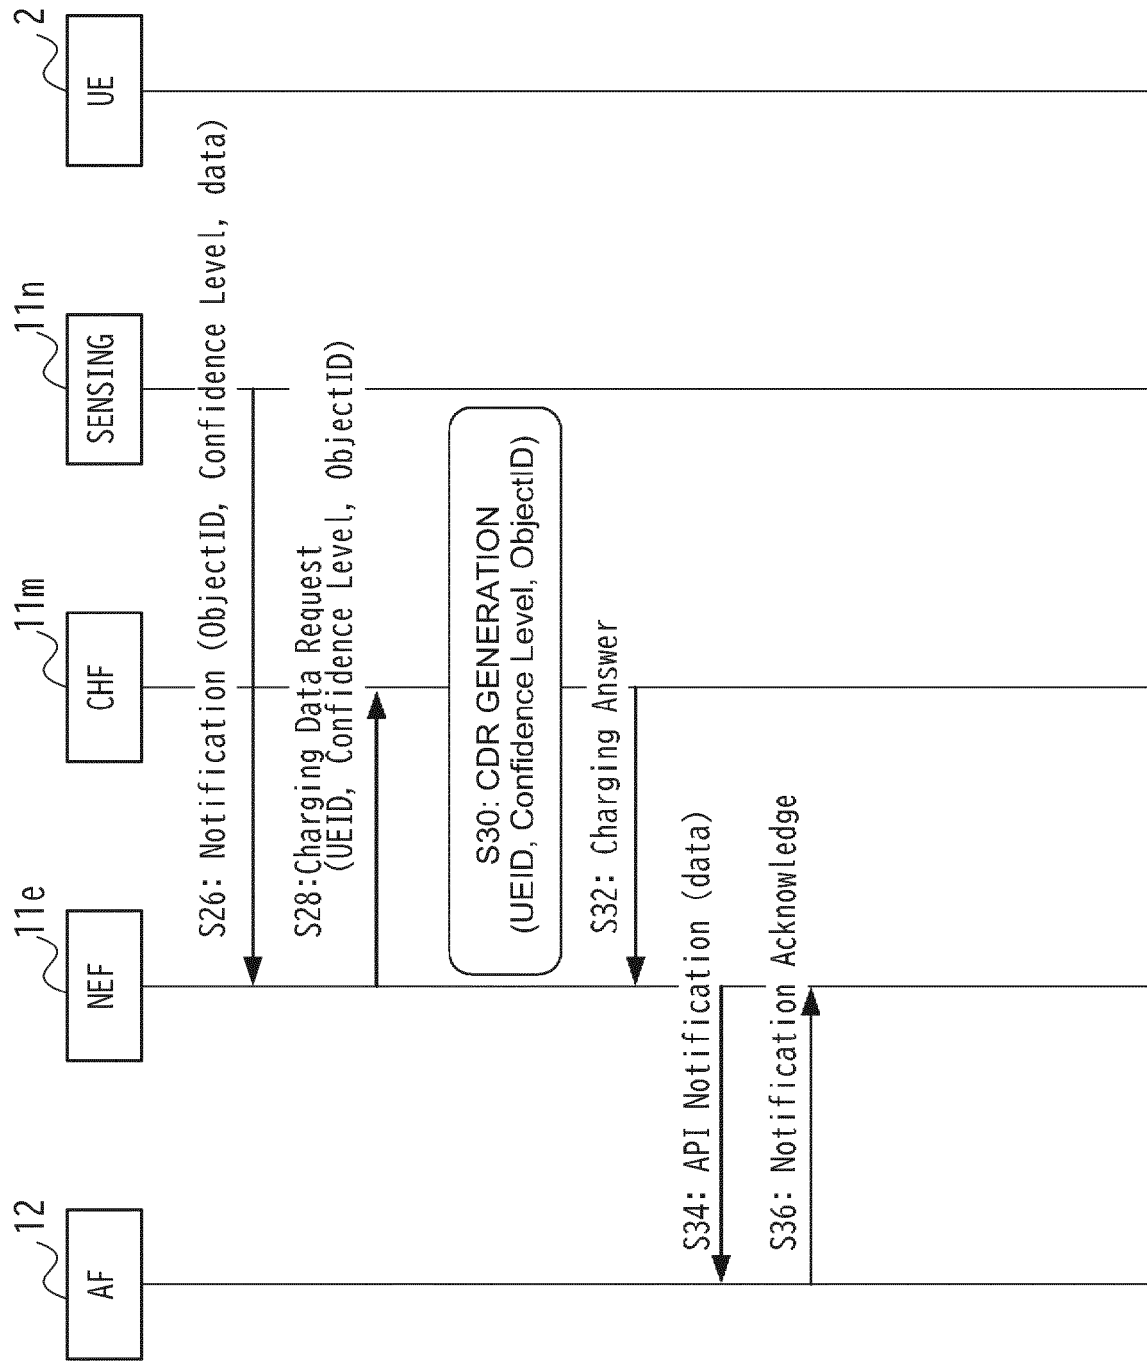 12
11e
11m
11n
2
AF
NEF
CHF
SENSING
UE
S26: Notification (ObjectID, Confidence Level, data)
S28:Charging Data Request
(UEID, Confidence Level, ObjectID)
S30: CDR GENERATION
(UEID, Confidence Level, ObjectID)
S32: Charging Answer
S34: API Notification (data)
S36: Notification Acknowledge